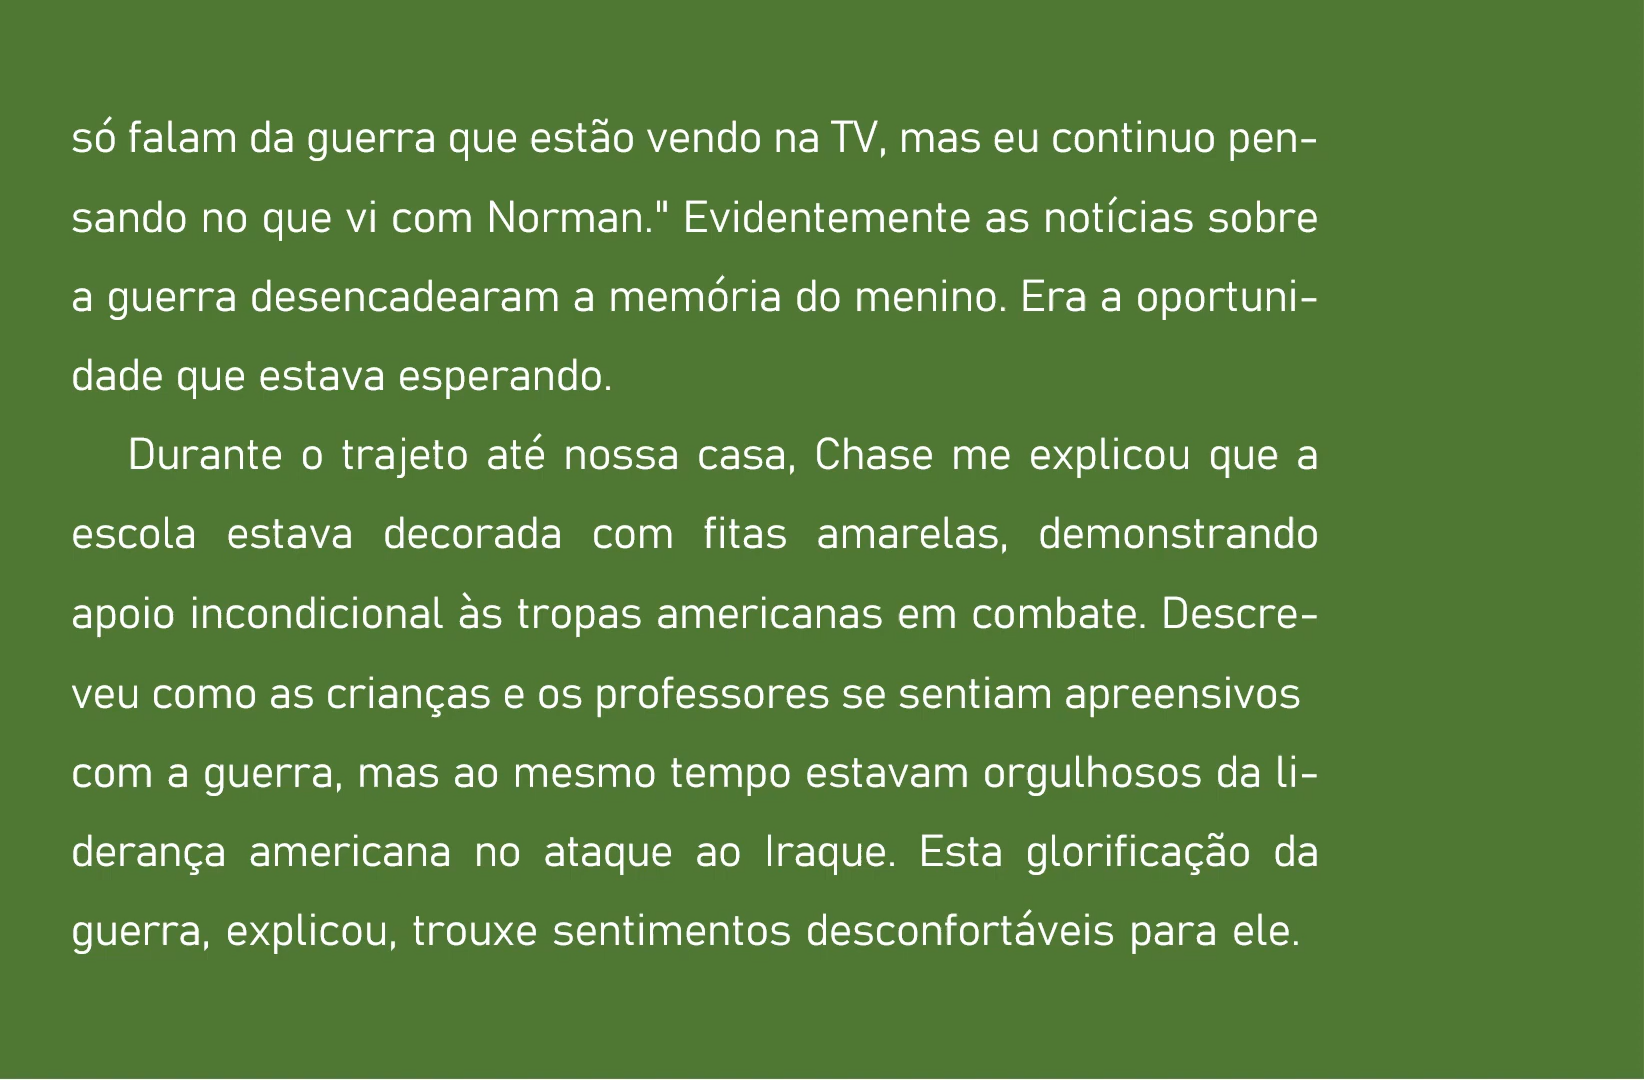 só falam da guerra que estão vendo na TV, mas eu continuo pen-
sando no que vi com Norman." Evidentemente as notícias sobre
a guerra desencadearam a memória do menino. Era a oportuni-
dade que estava esperando.
Durante o trajeto até nossa casa, Chase me explicou que a
escola estava decorada com fitas amarelas, demonstrando
apoio incondicional às tropas americanas em combate. Descre-
veu como as crianças e os professores se sentiam apreensivos
com a guerra, mas ao mesmo tempo estavam orgulhosos da li-
derança americana no ataque ao Iraque. Esta glorificação da
guerra, explicou, trouxe sentimentos desconfortáveis para ele.